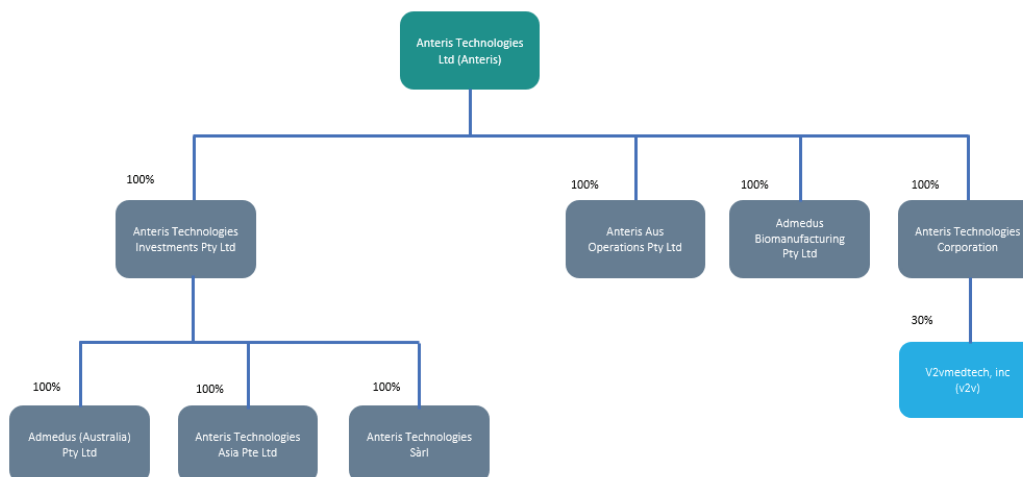 Anteris Technologies
Ltd (Anteris)
100%
Anteris Technologies
Investments Pty Ltd
100%
Anteris Aus
Operations Pty Ltd
100%
Admedus
Biomanufacturing
Pty Ltd
100%
Anteris Technologies
Corporation
30%
V2vmedtech, inc
(v2v)
100%
Admedus (Australia)
Pty Ltd
100%
Anteris Technologies
Asia Pte Ltd
100%
Anteris Technologies
Sàrl